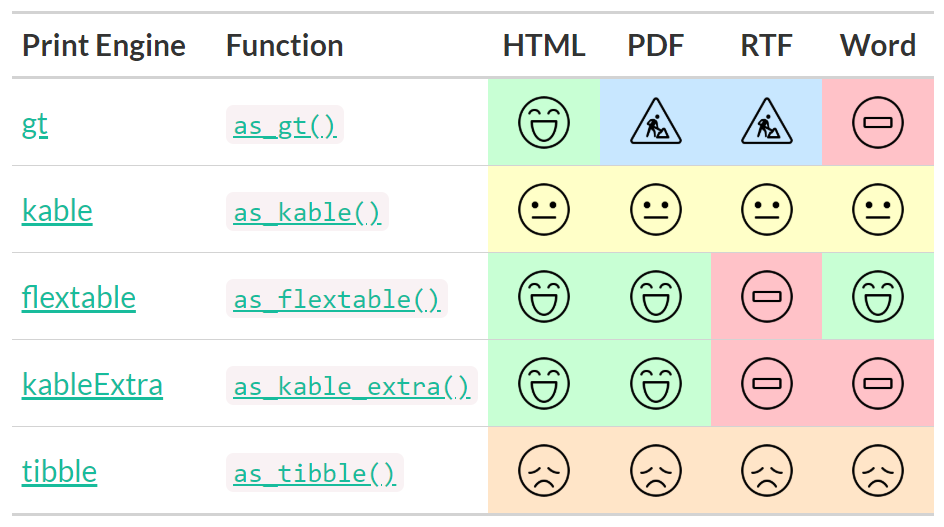 Print Engine Function HTML PDF RTF Word
gt as_gt()
kable as_kable()
flextable as_flextable()
kableExtra as_kable_extra()
tibble as_tibble()